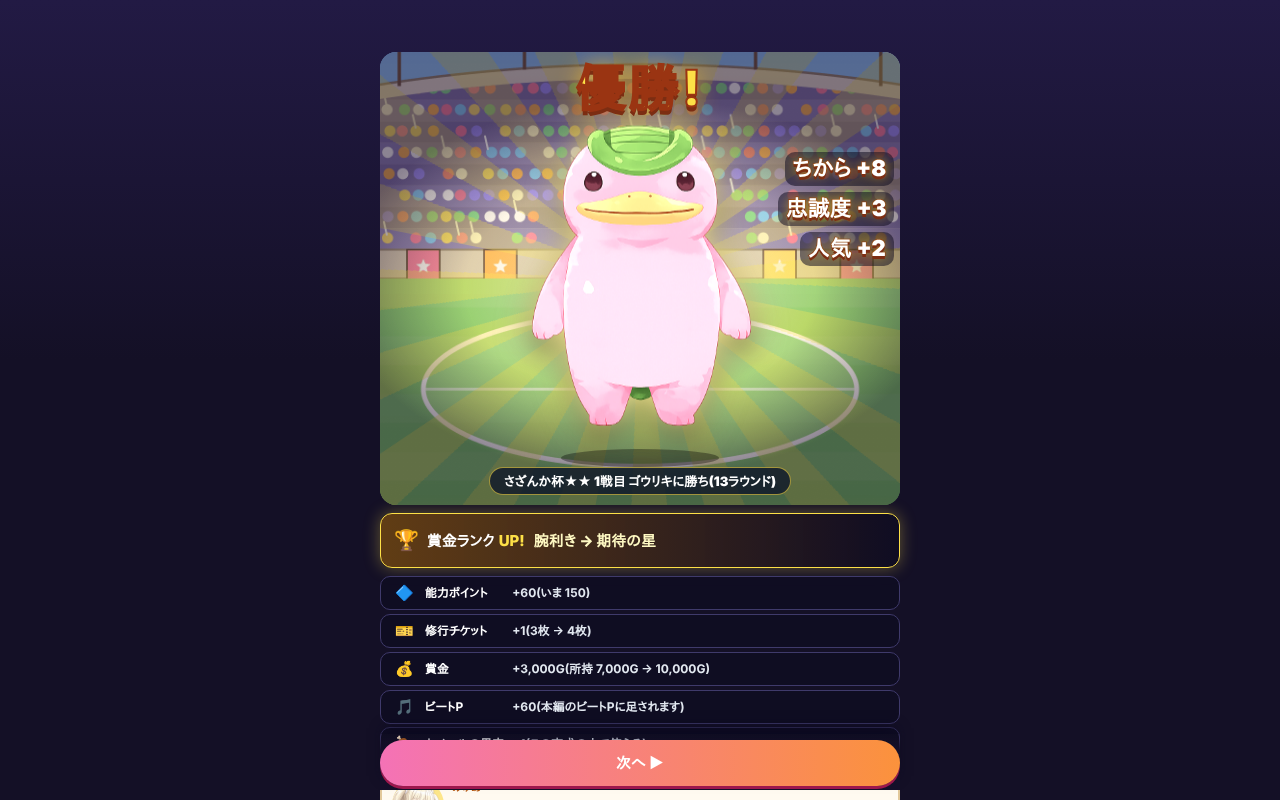 優勝!
ちから +8
忠誠度 +3
人気 +2
さざんか杯★★ 1戦目 ゴウリキに勝ち(13ラウンド)
賞金ランク UP! 腕利き → 期待の星
能力ポイント +60(いま 150)
修行チケット +1(3枚 → 4枚)
賞金 +3,000G(所持 7,000G → 10,000G)
ビートP +60(本編のビートPに足されます)
次へ ▶